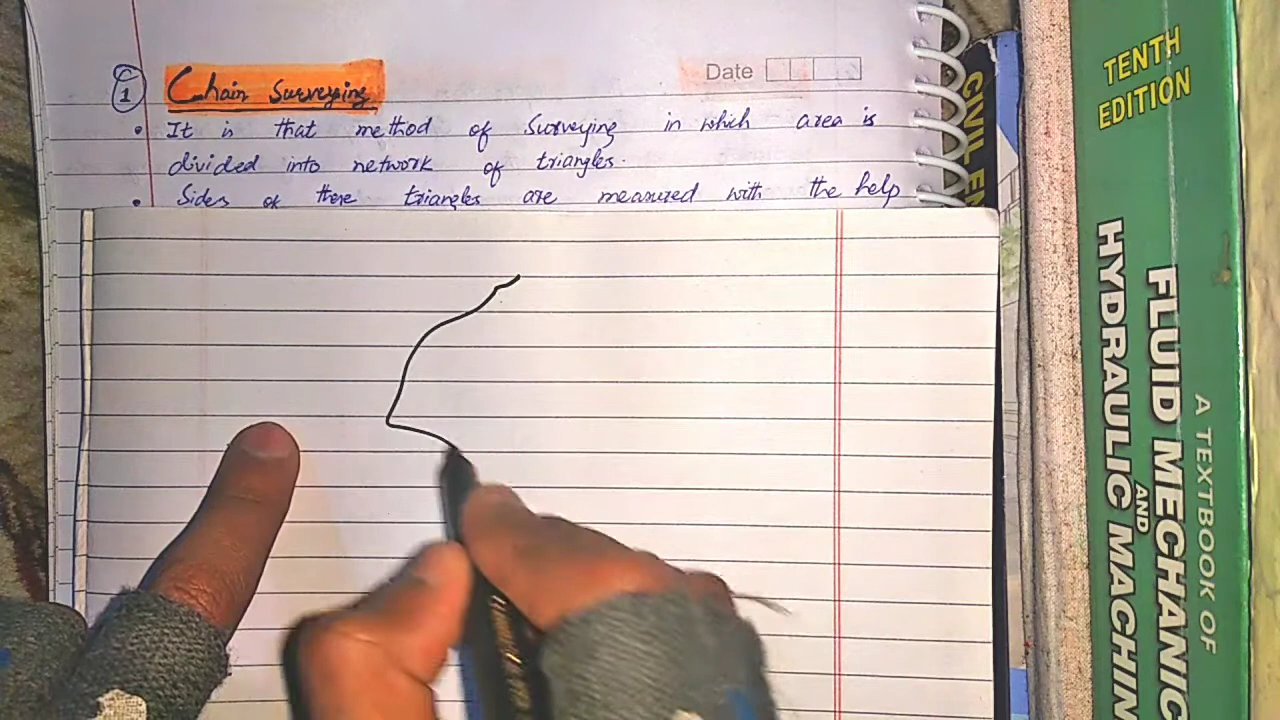 1 Chain Surveying
Date
• It is that method of Surveying in which area is
divided into network of triangles.
• Sides of these triangles are measured with the help
CIVIL EN
TENTH
EDITION
A TEXTBOOK OF
FLUID MECHANIC
AND
HYDRAULIC MACHIN